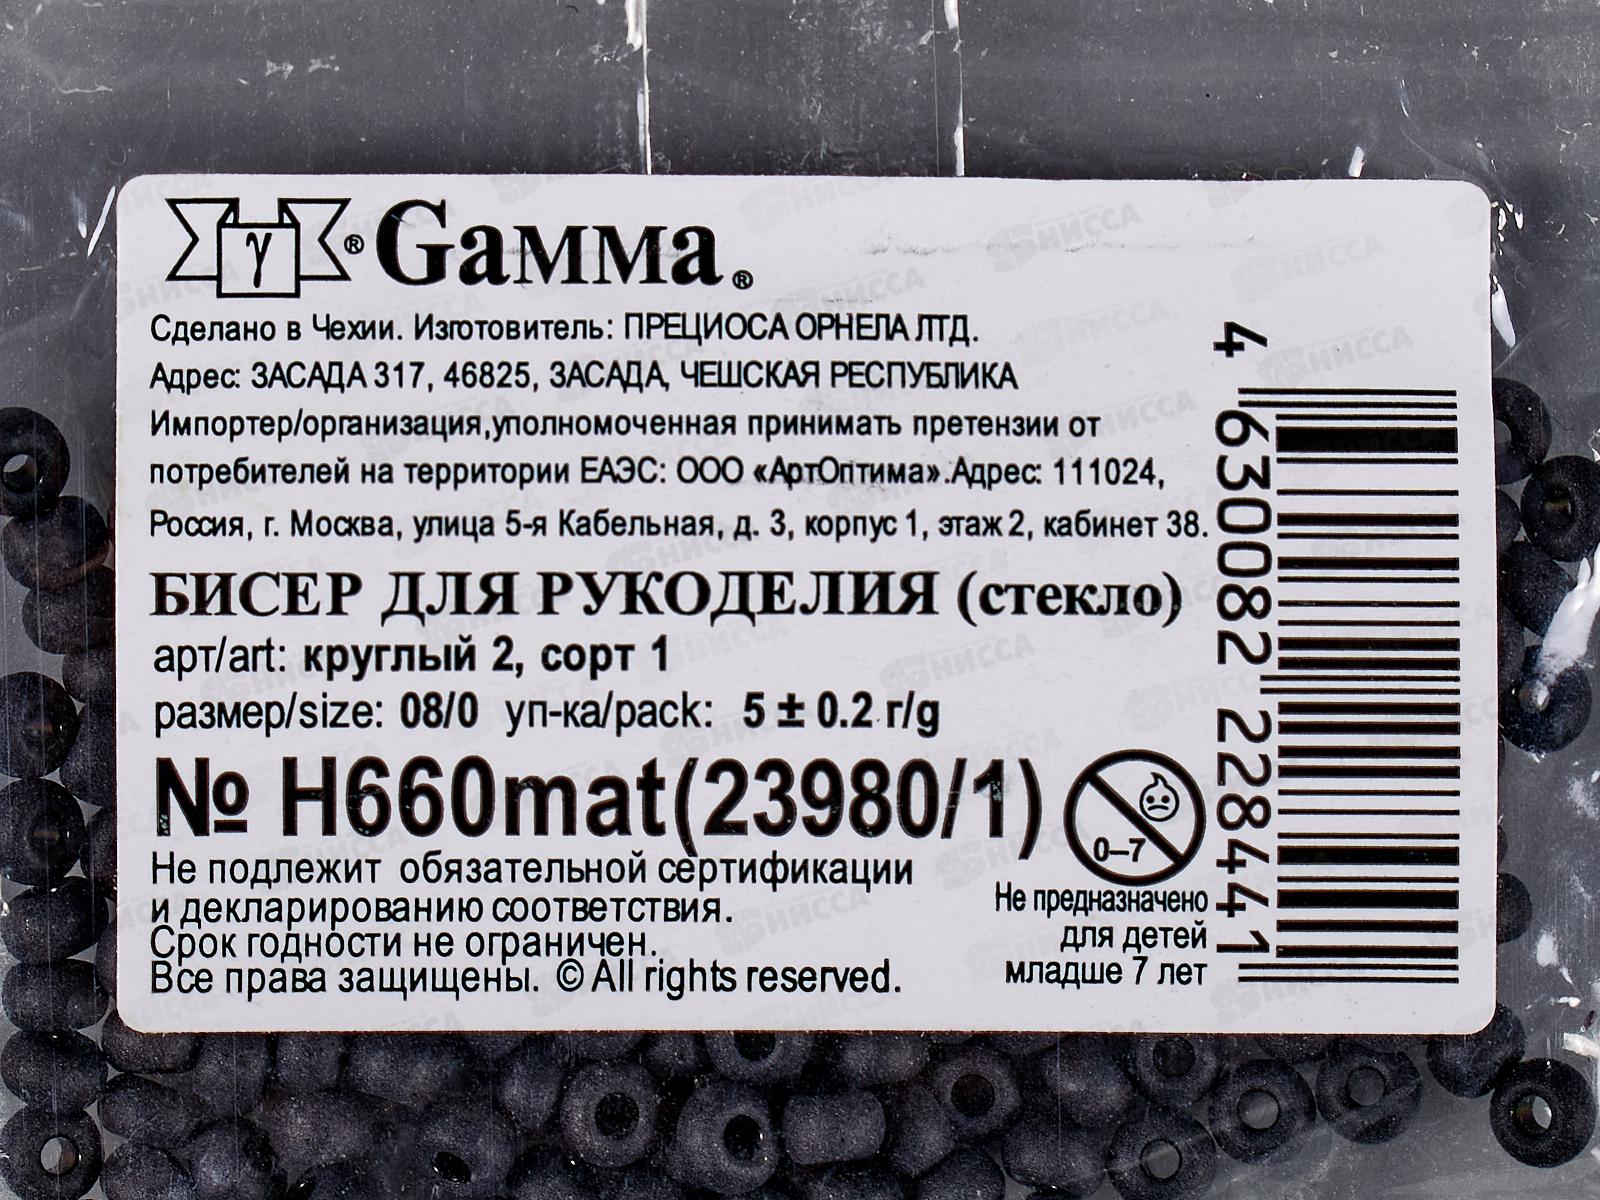 γ ® Gамма ®
Сделано в Чехии. Изготовитель: ПРЕЦИОСА ОРНЕЛА ЛТД.
Адрес: ЗАСАДА 317, 46825, ЗАСАДА, ЧЕШСКАЯ РЕСПУБЛИКА
Импортер/организация,уполномоченная принимать претензии от
потребителей на территории ЕАЭС: ООО «АртОптима».Адрес: 111024,
Россия, г. Москва, улица 5-я Кабельная, д. 3, корпус 1, этаж 2, кабинет 38.
БИСЕР ДЛЯ РУКОДЕЛИЯ (стекло)
арт/art: круглый 2, сорт 1
размер/size: 08/0 уп-ка/pack: 5 ± 0.2 г/g
№ H660mat(23980/1)
Не подлежит обязательной сертификации
и декларированию соответствия.
Срок годности не ограничен.
Все права защищены. © All rights reserved.
0–7
Не предназначено
для детей
младше 7 лет
4 630082 228441
НИССА